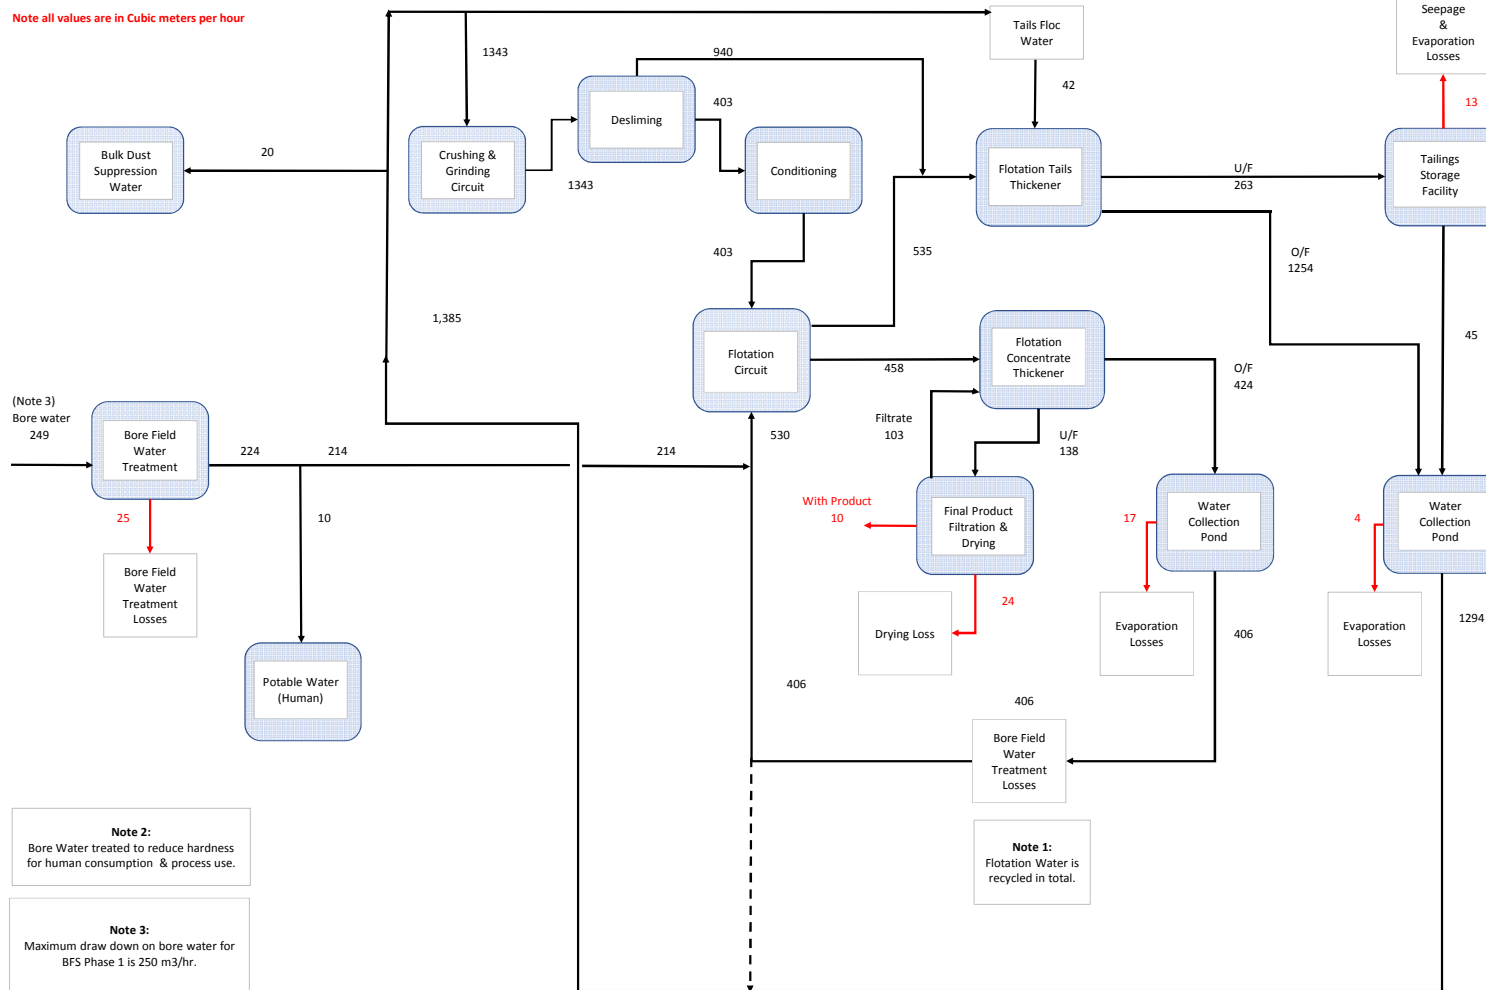 Note all values are in Cubic meters per hour
Seepage
&
Evaporation
Losses
Tails Floc
Water
1343
940
42
13
403
Desliming
Bulk Dust
Suppression
Water
20
Crushing &
Grinding
Circuit
1343
Conditioning
Flotation Tails
Thickener
U/F
263
Tailings
Storage
Facility
403
535
O/F
1254
1,385
45
Flotation
Circuit
458
Flotation
Concentrate
Thickener
O/F
424
(Note 3)
Bore water
249
Bore Field
Water
Treatment
224
214
214
530
Filtrate
103
U/F
138
25
10
With Product
10
Final Product
Filtration &
Drying
17
Water
Collection
Pond
4
Water
Collection
Pond
Bore Field
Water
Treatment
Losses
24
Drying Loss
Evaporation
Losses
406
Evaporation
Losses
1294
Potable Water
(Human)
406
406
Bore Field
Water
Treatment
Losses
Note 2:
Bore Water treated to reduce hardness
for human consumption & process use.
Note 1:
Flotation Water is
recycled in total.
Note 3:
Maximum draw down on bore water for
BFS Phase 1 is 250 m3/hr.